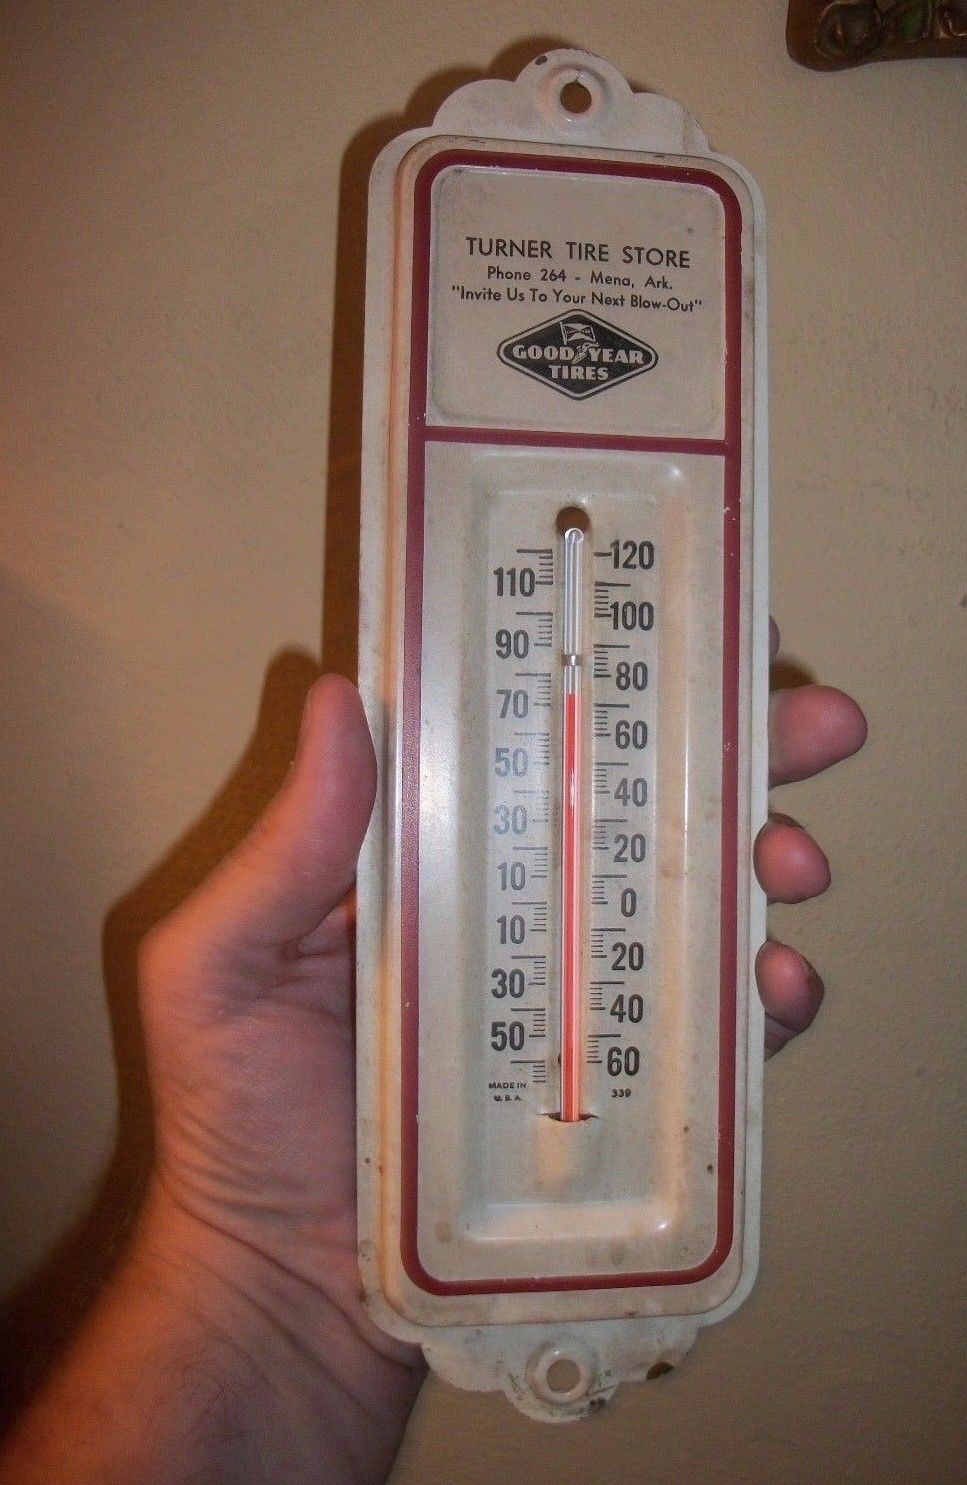 TURNER TIRE STORE
Phone 264 - Mena, Ark.
"Invite Us To Your Next Blow-Out"
GOOD YEAR
TIRES
120
110
100
90
80
70
60
50
40
30
20
10
0
10
20
30
40
50
60
MADE IN
U. S. A.
339